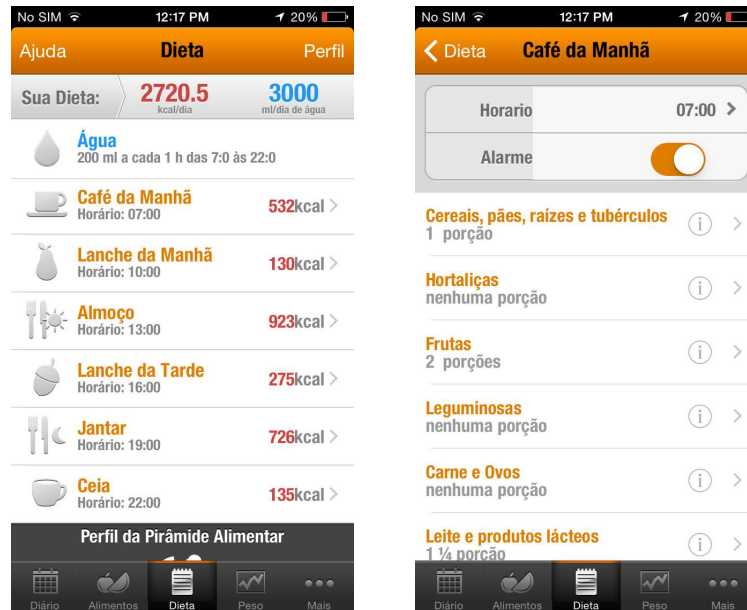 No SIM 12:17 PM 20%
Ajuda Dieta Perfil
Sua Dieta: 2720.5 3000
kcal/dia ml/dia de água
Água
200 ml a cada 1 h das 7:0 às 22:0
Café da Manhã
Horário: 07:00
532kcal
Lanche da Manhã
Horário: 10:00
130kcal
Almoço
Horário: 13:00
923kcal
Lanche da Tarde
Horário: 16:00
275kcal
Jantar
Horário: 19:00
726kcal
Ceia
Horário: 22:00
135kcal
Perfil da Pirâmide Alimentar
Diário Alimentos Dieta Peso Mais
No SIM 12:17 PM 20%
Dieta Café da Manhã
Horario 07:00
Alarme
Cereais, pães, raízes e tubérculos
1 porção
Hortaliças
nenhuma porção
Frutas
2 porções
Leguminosas
nenhuma porção
Carne e Ovos
nenhuma porção
Leite e produtos lácteos
1 ¼ porção
Diário Alimentos Dieta Peso Mais